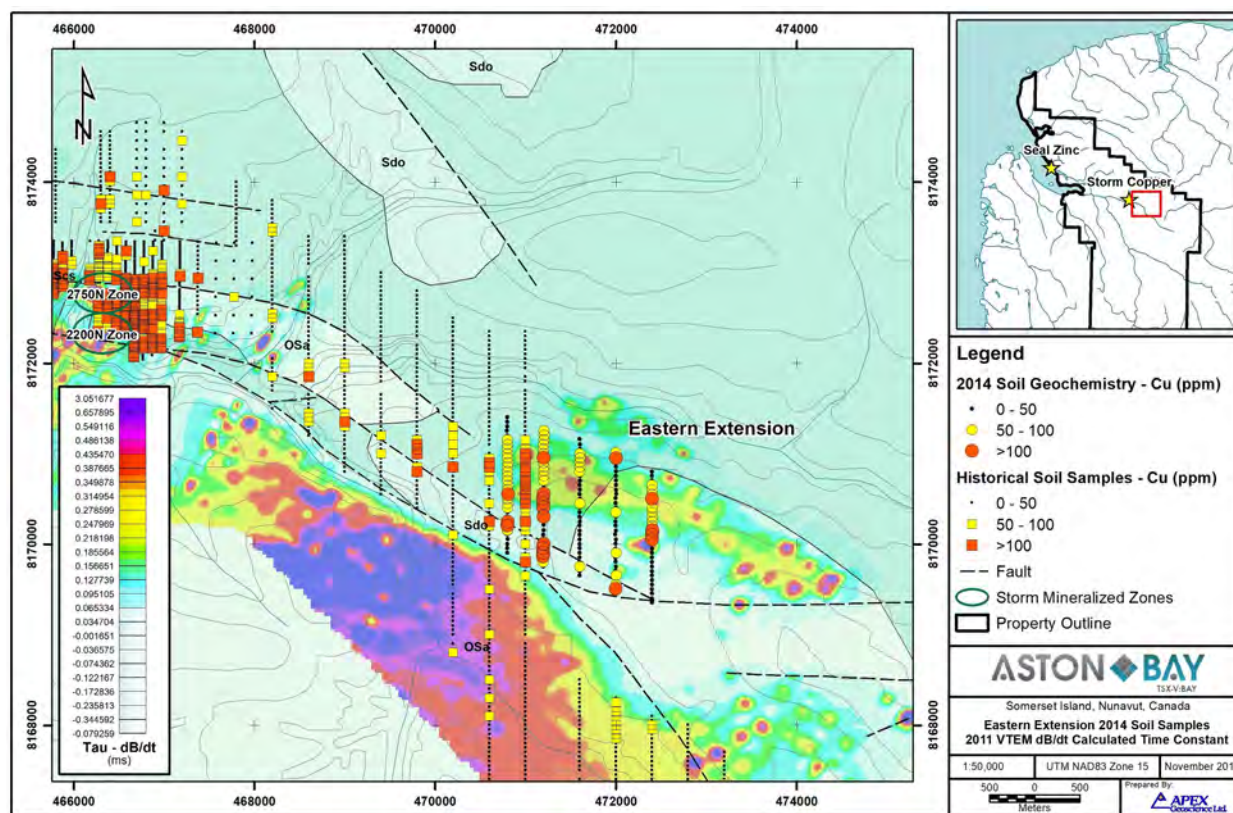 466000
468000
470000
472000
474000
8174000
8172000
8170000
8168000
8174000
8172000
8170000
8168000
466000
468000
470000
472000
474000
N
Sdo
Sdo
Scs
2750N Zone
2200N Zone
OSa
Eastern Extension
Sdo
OSa
3.051677
0.657895
0.549116
0.486138
0.435470
0.387665
0.349878
0.314954
0.278599
0.247969
0.218198
0.185564
0.156651
0.127739
0.095105
0.065334
0.034704
-0.001651
-0.036575
-0.074362
-0.122167
-0.172836
-0.235813
-0.344592
-0.079259
Tau - dB/dt
(ms)
Seal Zinc
Storm Copper
Legend
2014 Soil Geochemistry - Cu (ppm)
0 - 50
50 - 100
>100
Historical Soil Samples - Cu (ppm)
0 - 50
50 - 100
>100
Fault
Storm Mineralized Zones
Property Outline
ASTON BAY
TSX-V:BAY
Somerset Island, Nunavut, Canada
Eastern Extension 2014 Soil Samples
2011 VTEM dB/dt Calculated Time Constant
1:50,000
UTM NAD83 Zone 15
November 201
500 0 500
Meters
Prepared By:
APEX
Geoscience Ltd.